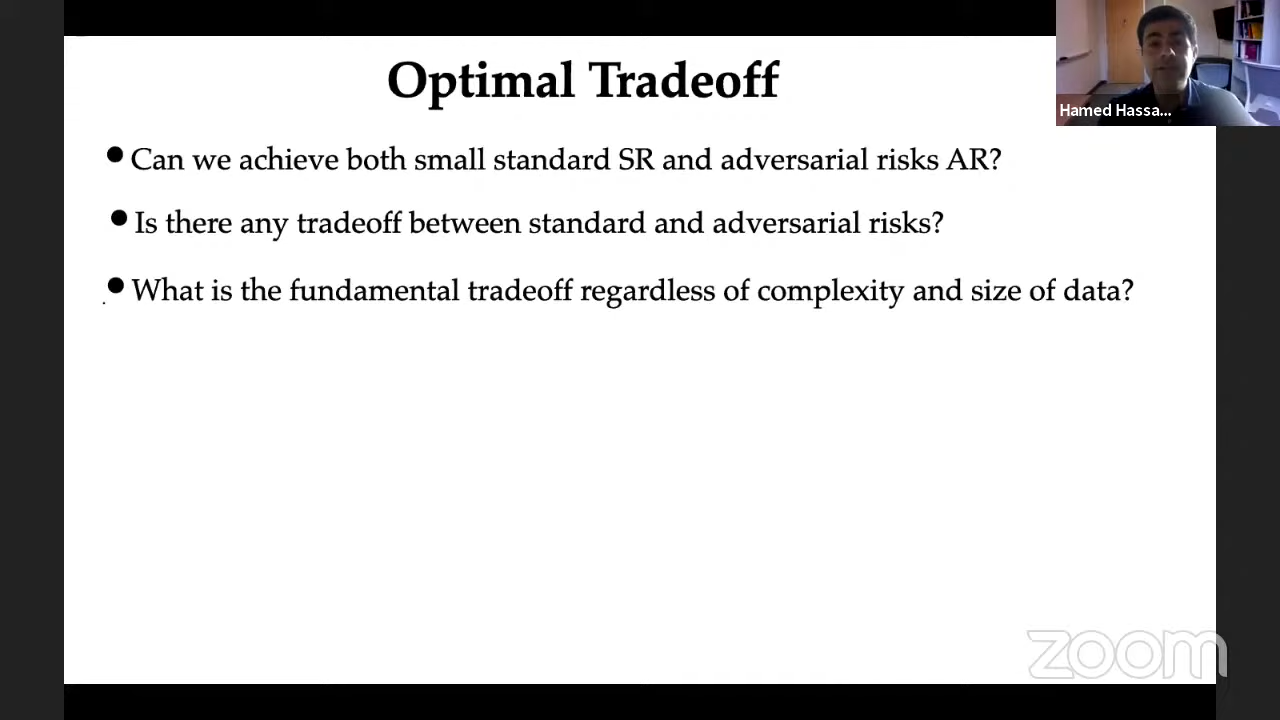 Optimal Tradeoff
Hamed Hassa...
•Can we achieve both small standard SR and adversarial risks AR?
•Is there any tradeoff between standard and adversarial risks?
•What is the fundamental tradeoff regardless of complexity and size of data?
zoom